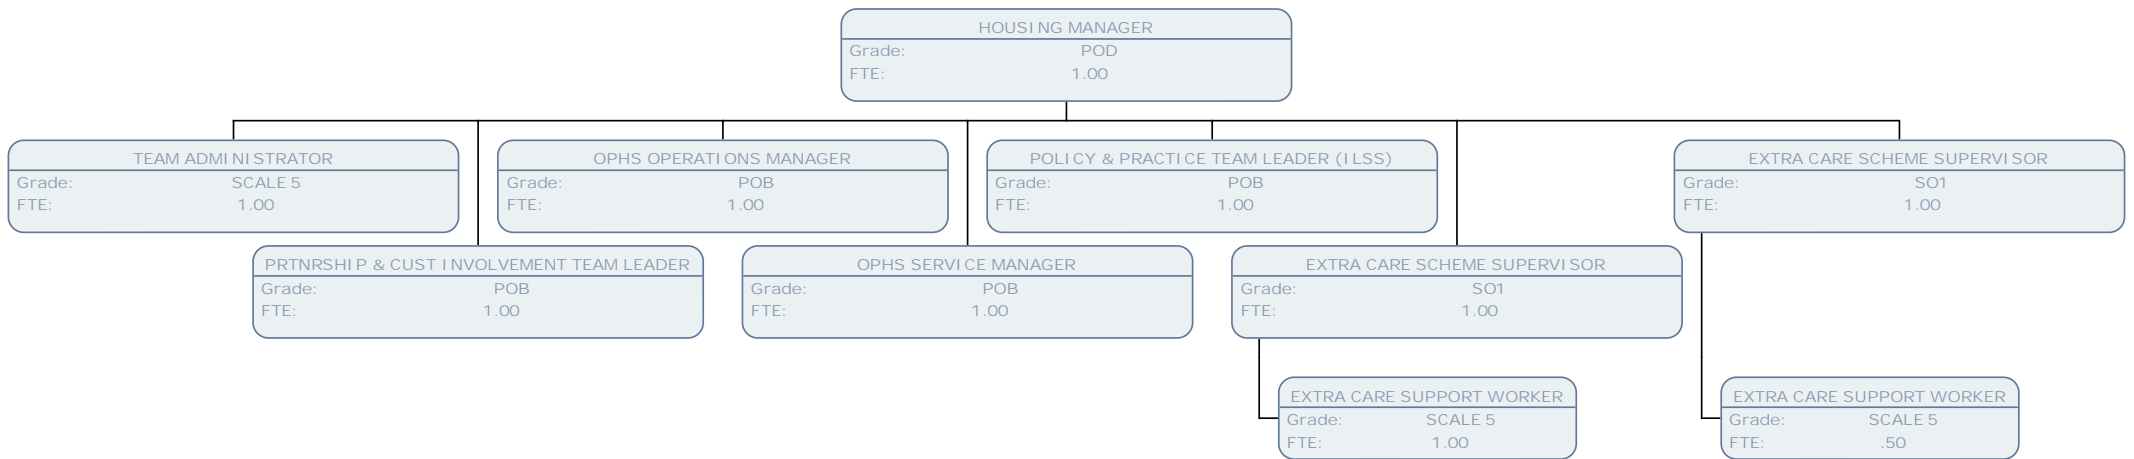 HOUSING MANAGER
Grade: POD
FTE: 1.00
TEAM ADMINISTRATOR
Grade: SCALE 5
FTE: 1.00
OPHS OPERATIONS MANAGER
Grade: POB
FTE: 1.00
POLICY & PRACTICE TEAM LEADER (ILSS)
Grade: POB
FTE: 1.00
EXTRA CARE SCHEME SUPERVISOR
Grade: SO1
FTE: 1.00
PRTNRSHIP & CUST INVOLVEMENT TEAM LEADER
Grade: POB
FTE: 1.00
OPHS SERVICE MANAGER
Grade: POB
FTE: 1.00
EXTRA CARE SCHEME SUPERVISOR
Grade: SO1
FTE: 1.00
EXTRA CARE SUPPORT WORKER
Grade: SCALE 5
FTE: 1.00
EXTRA CARE SUPPORT WORKER
Grade: SCALE 5
FTE: .50